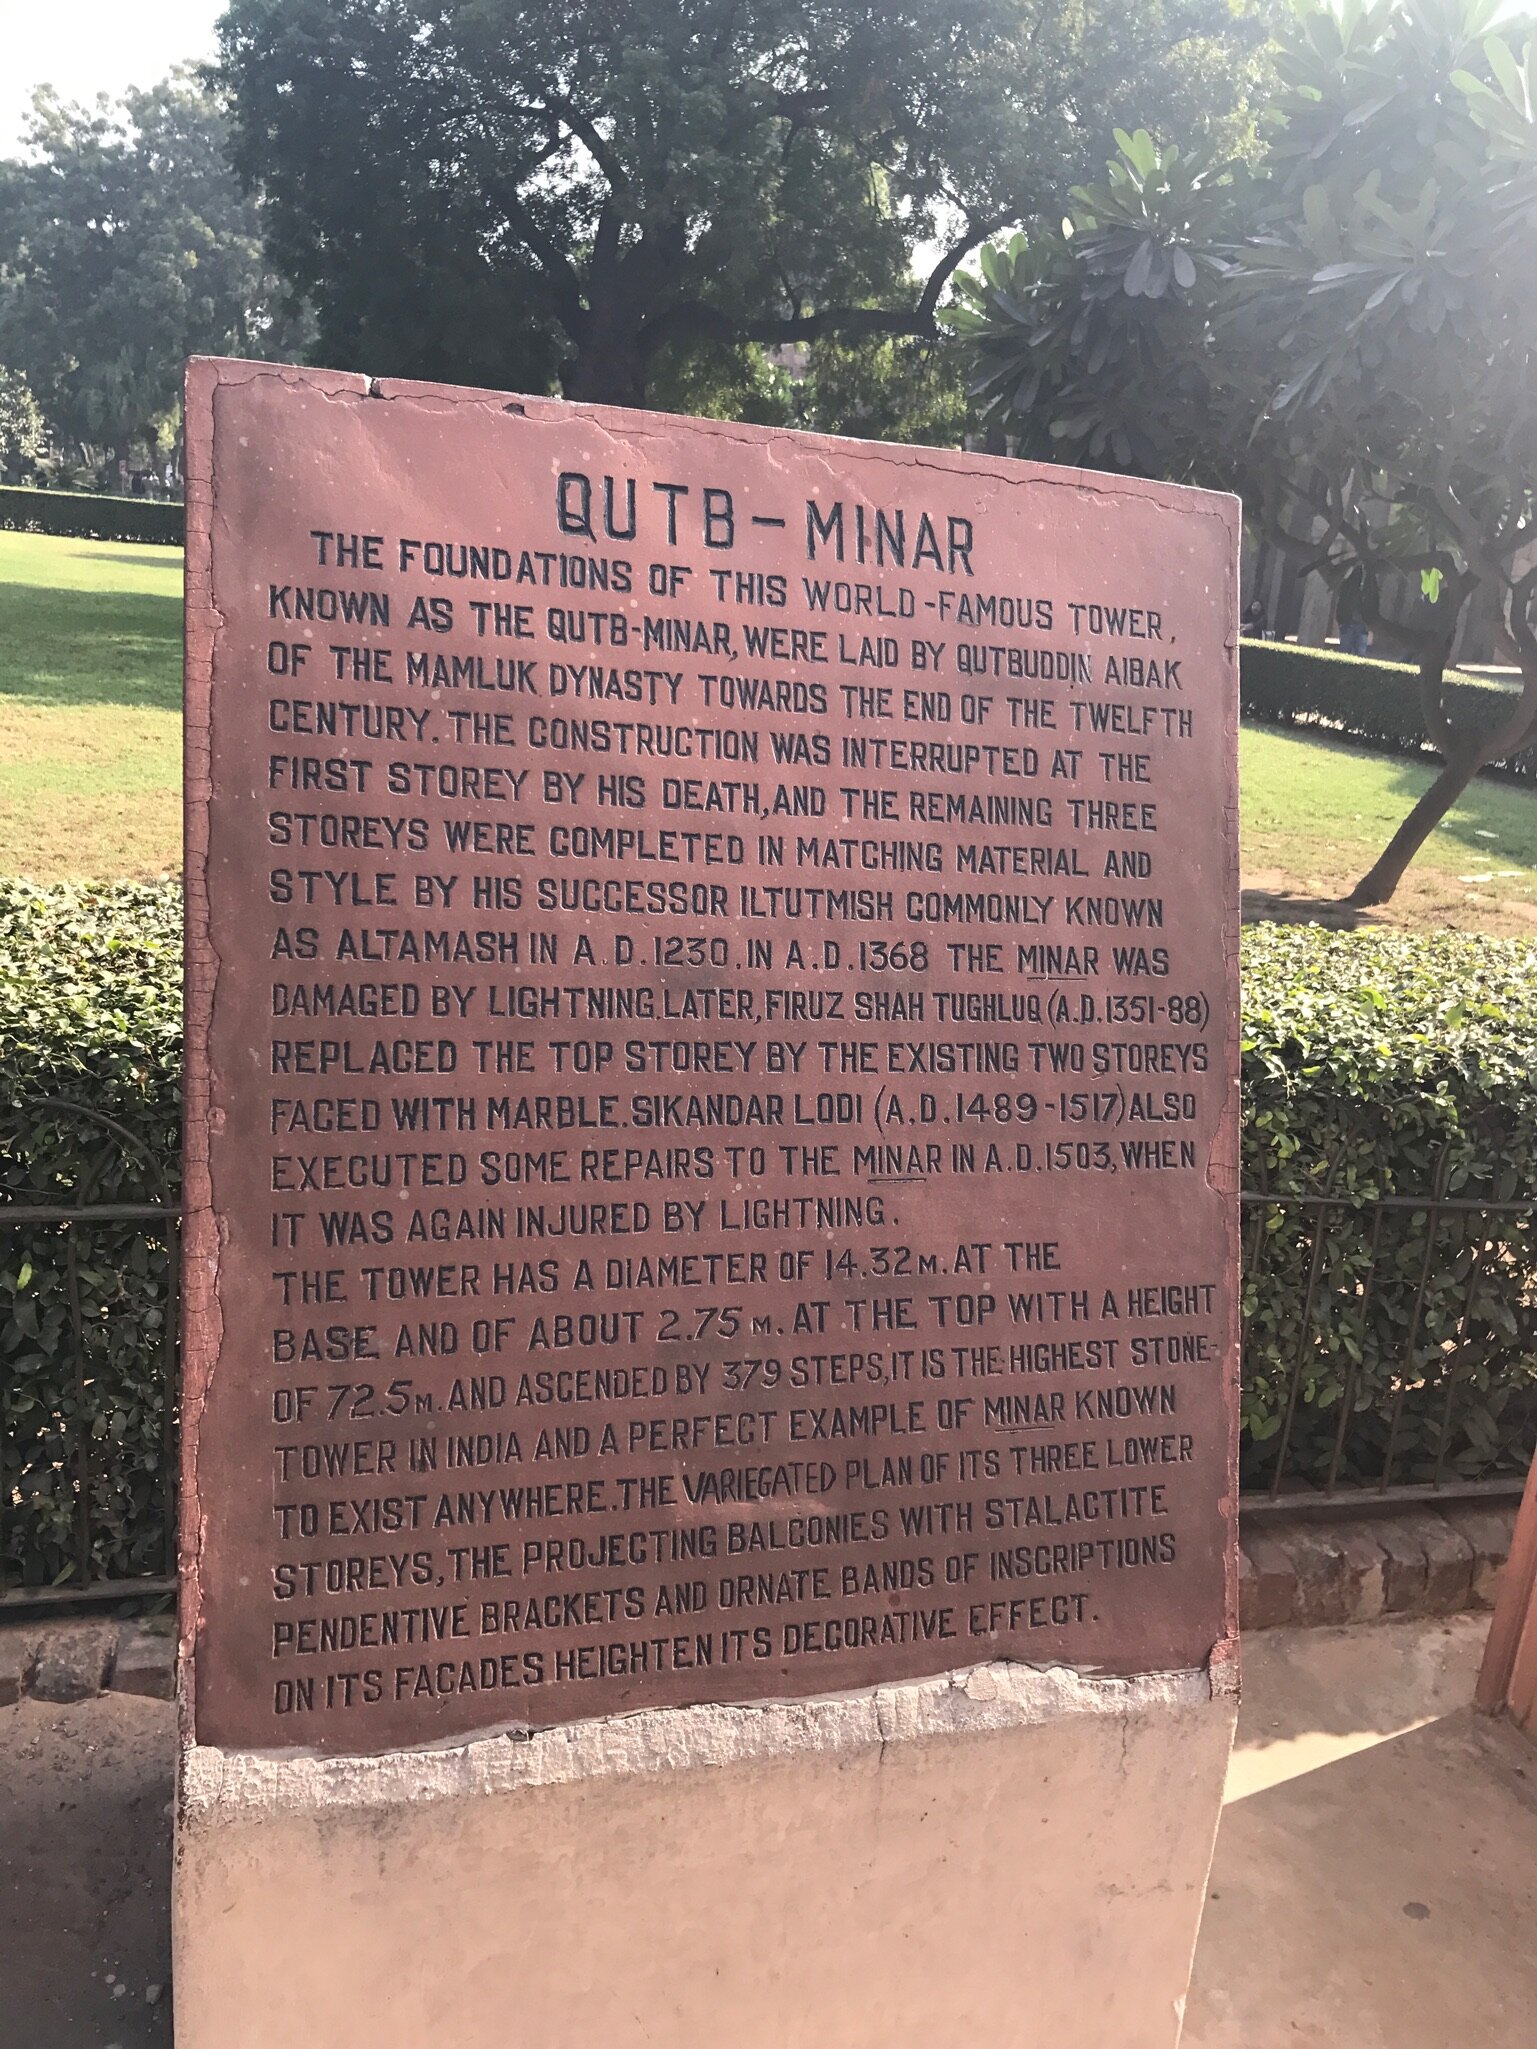 QUTB-MINAR
THE FOUNDATIONS OF THIS WORLD-FAMOUS TOWER,
KNOWN AS THE QUTB-MINAR, WERE LAID BY QUTBUDDIN AIBAK
OF THE MAMLUK DYNASTY TOWARDS THE END OF THE TWELFTH
CENTURY. THE CONSTRUCTION WAS INTERRUPTED AT THE
FIRST STOREY BY HIS DEATH, AND THE REMAINING THREE
STOREYS WERE COMPLETED IN MATCHING MATERIAL AND
STYLE BY HIS SUCCESSOR ILTUTMISH COMMONLY KNOWN
AS ALTAMASH IN A.D.1230. IN A.D.1368 THE MINAR WAS
DAMAGED BY LIGHTNING. LATER, FIRUZ SHAH TUGHLUQ (A.D.1351-88)
REPLACED THE TOP STOREY BY THE EXISTING TWO STOREYS
FACED WITH MARBLE. SIKANDAR LODI (A.D.1489-1517) ALSO
EXECUTED SOME REPAIRS TO THE MINAR IN A.D.1503, WHEN
IT WAS AGAIN INJURED BY LIGHTNING.
THE TOWER HAS A DIAMETER OF 14.32 M. AT THE
BASE AND OF ABOUT 2.75 M. AT THE TOP WITH A HEIGHT
OF 72.5 M. AND ASCENDED BY 379 STEPS, IT IS THE HIGHEST STONE-
TOWER IN INDIA AND A PERFECT EXAMPLE OF MINAR KNOWN
TO EXIST ANYWHERE. THE VARIEGATED PLAN OF ITS THREE LOWER
STOREYS, THE PROJECTING BALCONIES WITH STALACTITE
PENDENTIVE BRACKETS AND ORNATE BANDS OF INSCRIPTIONS
ON ITS FAÇADES HEIGHTEN ITS DECORATIVE EFFECT.